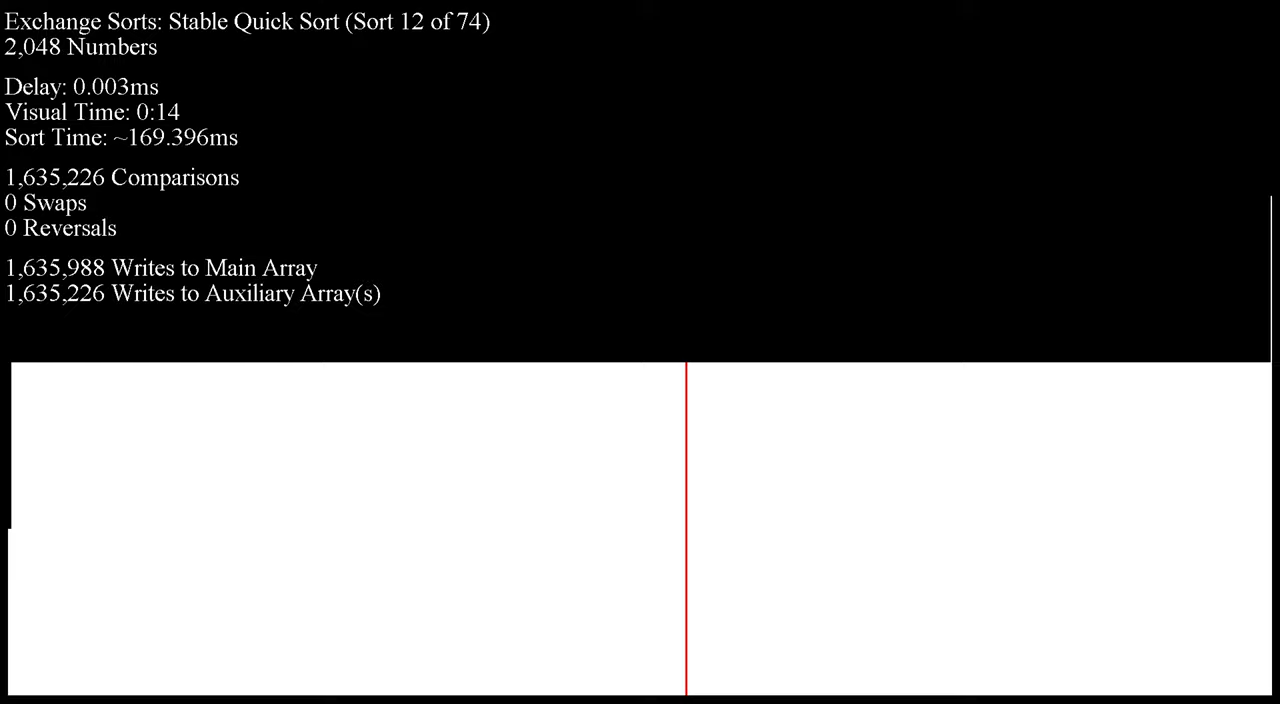 Exchange Sorts: Stable Quick Sort (Sort 12 of 74)
2,048 Numbers
Delay: 0.003ms
Visual Time: 0:14
Sort Time: ~169.396ms
1,635,226 Comparisons
0 Swaps
0 Reversals
1,635,988 Writes to Main Array
1,635,226 Writes to Auxiliary Array(s)